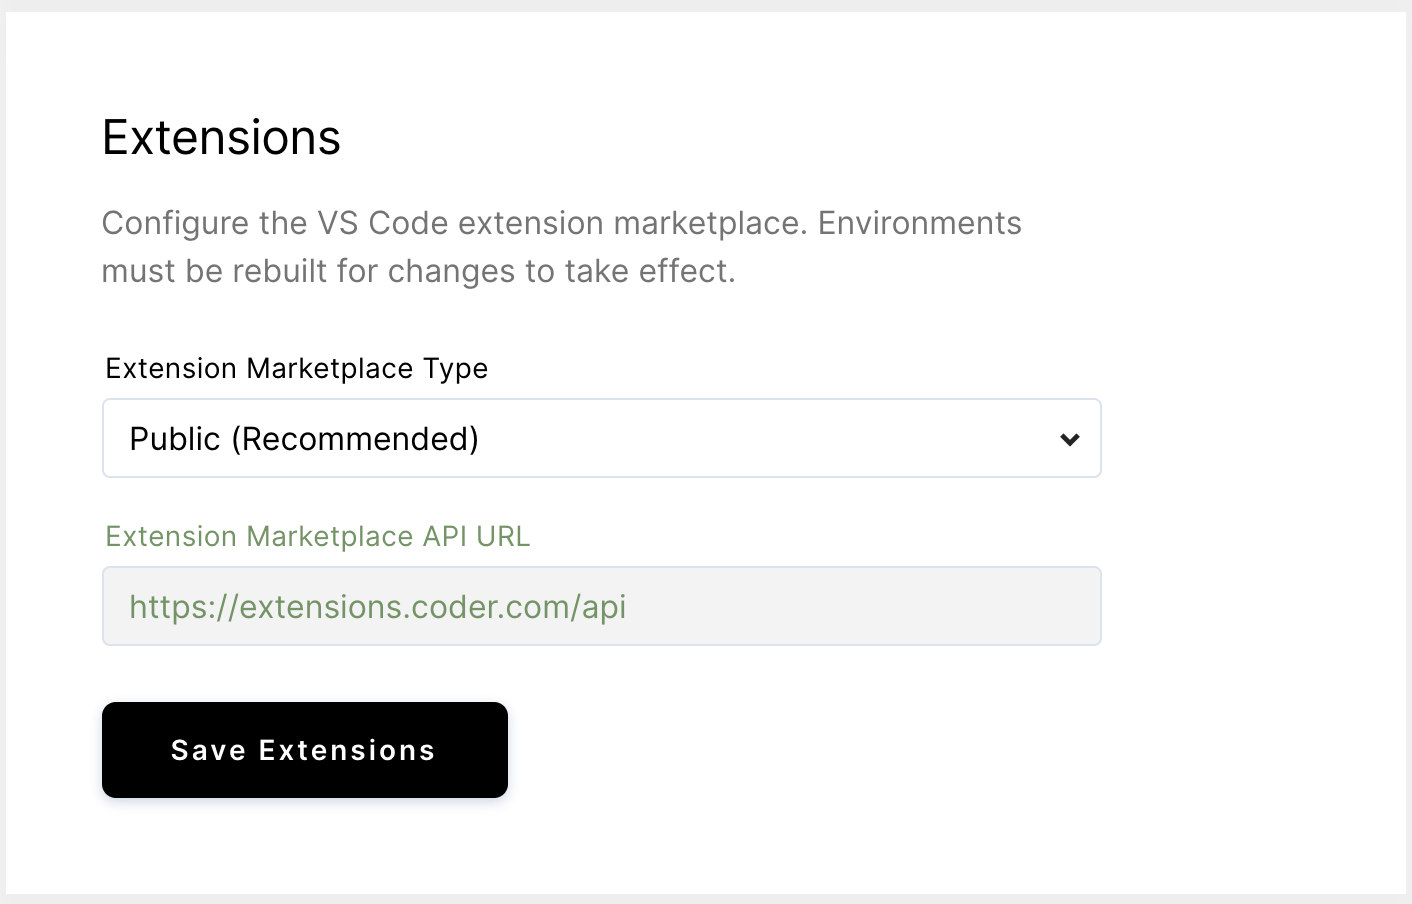 Extensions
Configure the VS Code extension marketplace. Environments
must be rebuilt for changes to take effect.
Extension Marketplace Type
Public (Recommended)
Extension Marketplace API URL
https://extensions.coder.com/api
Save Extensions